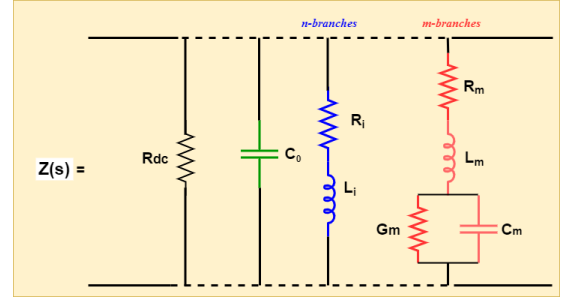 n-branches
m-branches
Z(s) =
Rdc
C₀
Rᵢ
Lᵢ
Rₘ
Lₘ
Gm
Cₘ